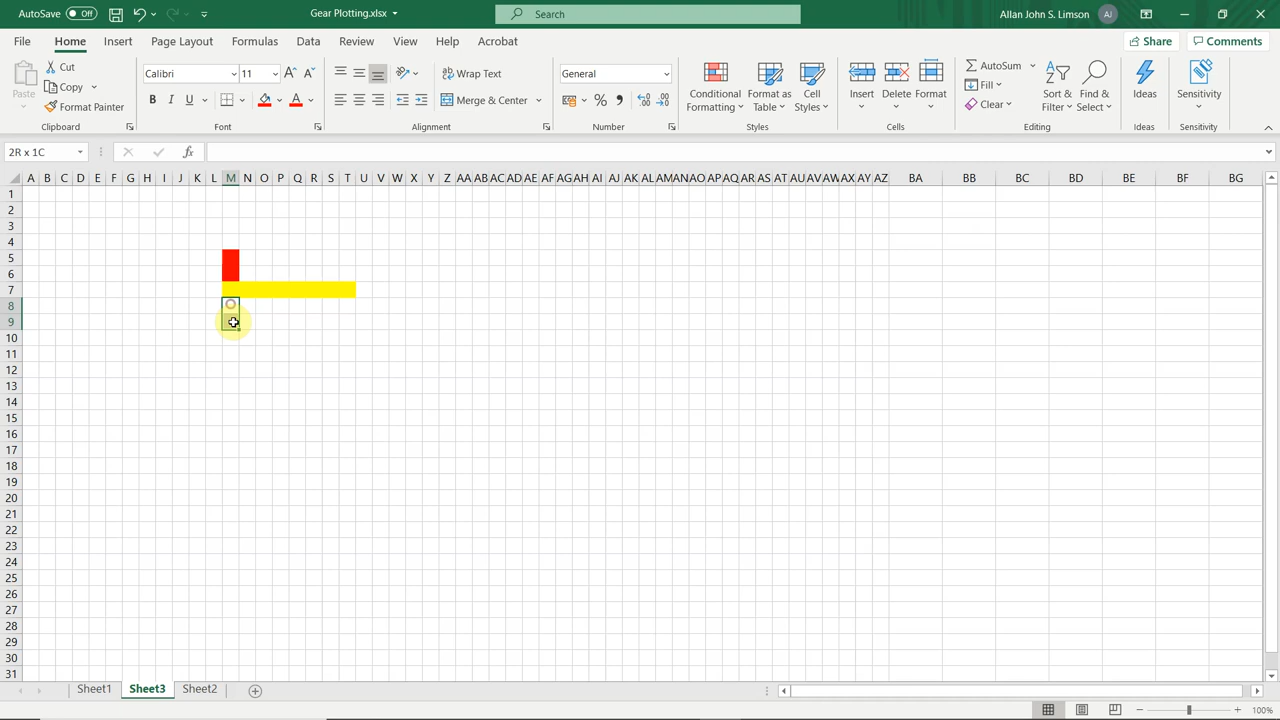 AutoSave Off Gear Plotting.xlsx Search Allan John S. Limson AJ
File Home Insert Page Layout Formulas Data Review View Help Acrobat Share Comments
Paste Cut Copy Format Painter Clipboard
Calibri 11 A A B I U A Font
ab Wrap Text Merge & Center Alignment
General % , Number
Conditional Formatting Format as Table Cell Styles Styles
Insert Delete Format Cells
AutoSum Fill Clear Sort & Filter Find & Select Editing
Ideas Ideas
Sensitivity Sensitivity
2R x 1C fx
A B C D E F G H I J K L M N O P Q R S T U V W X Y Z AA AB AC AD AE AF AG AH AI AJ AK AL AM AN AO AP AQ AR AS AT AU AV AW AX AY AZ BA BB BC BD BE BF BG
1
2
3
4
5
6
7
8
9
10
11
12
13
14
15
16
17
18
19
20
21
22
23
24
25
26
27
28
29
30
31
Sheet1 Sheet3 Sheet2
100%